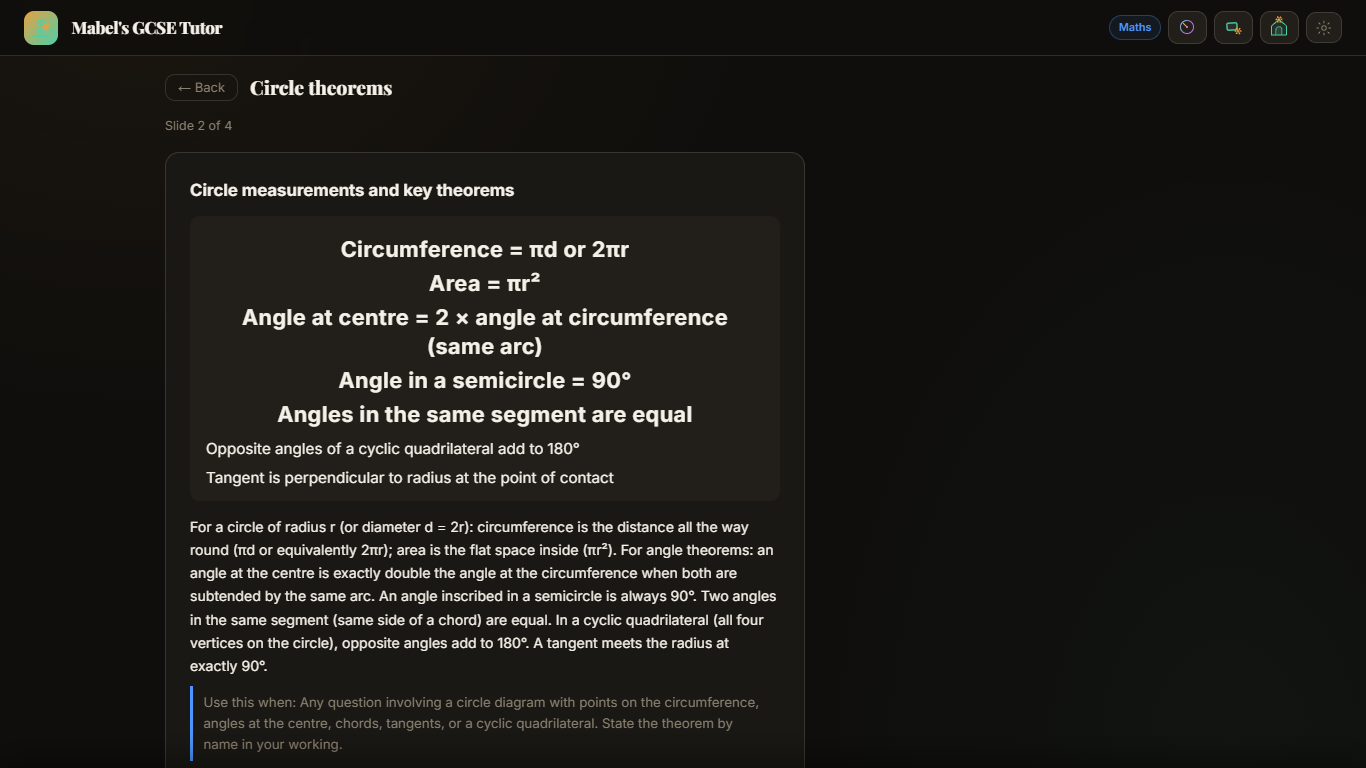 Mabel's GCSE Tutor
Maths
← Back
Circle theorems
Slide 2 of 4
Circle measurements and key theorems
Circumference = πd or 2πr
Area = πr²
Angle at centre = 2 × angle at circumference
(same arc)
Angle in a semicircle = 90°
Angles in the same segment are equal
Opposite angles of a cyclic quadrilateral add to 180°
Tangent is perpendicular to radius at the point of contact
For a circle of radius r (or diameter d = 2r): circumference is the distance all the way
round (πd or equivalently 2πr); area is the flat space inside (πr²). For angle theorems: an
angle at the centre is exactly double the angle at the circumference when both are
subtended by the same arc. An angle inscribed in a semicircle is always 90°. Two angles
in the same segment (same side of a chord) are equal. In a cyclic quadrilateral (all four
vertices on the circle), opposite angles add to 180°. A tangent meets the radius at
exactly 90°.
Use this when: Any question involving a circle diagram with points on the circumference,
angles at the centre, chords, tangents, or a cyclic quadrilateral. State the theorem by
name in your working.